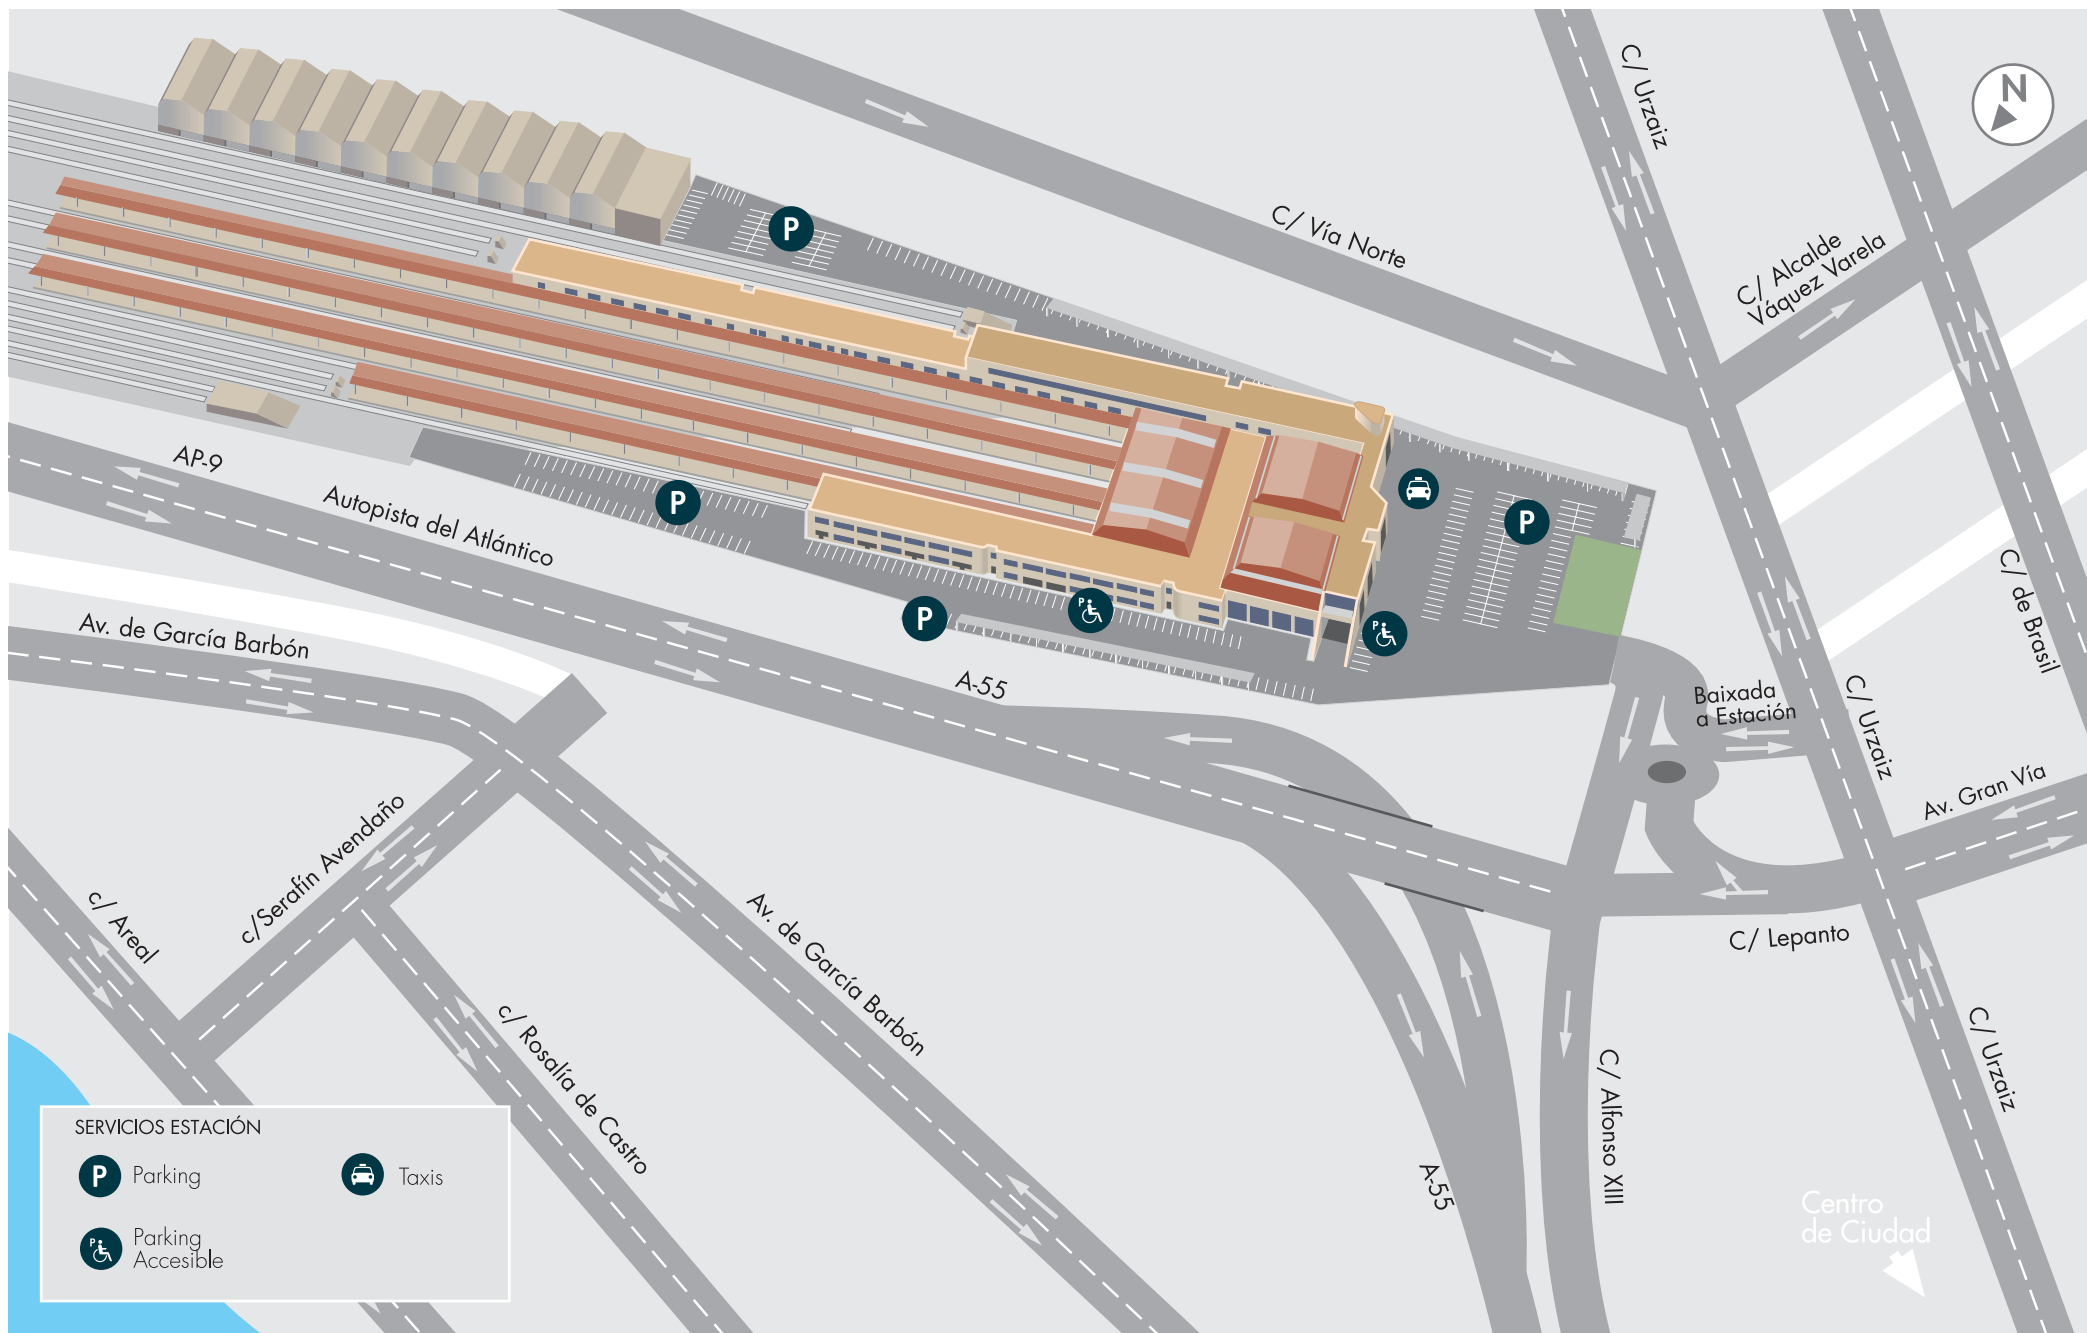 C/ Urzaiz
N
C/ Vía Norte
C/ Alcalde
Váquez Varela
P
AP-9
Autopista del Atlántico
P
P
P
P
P
C/ de Brasil
Av. de García Barbón
A-55
Baixada
a Estación
C/ Urzaiz
Av. Gran Vía
c/Serafín Avendaño
c/ Areal
Av. de García Barbón
C/ Lepanto
c/ Rosalía de Castro
C/ Urzaiz
C/ Alfonso XIII
A-55
Centro
de Ciudad
SERVICIOS ESTACIÓN
P Parking
Taxis
P Parking
Accesible